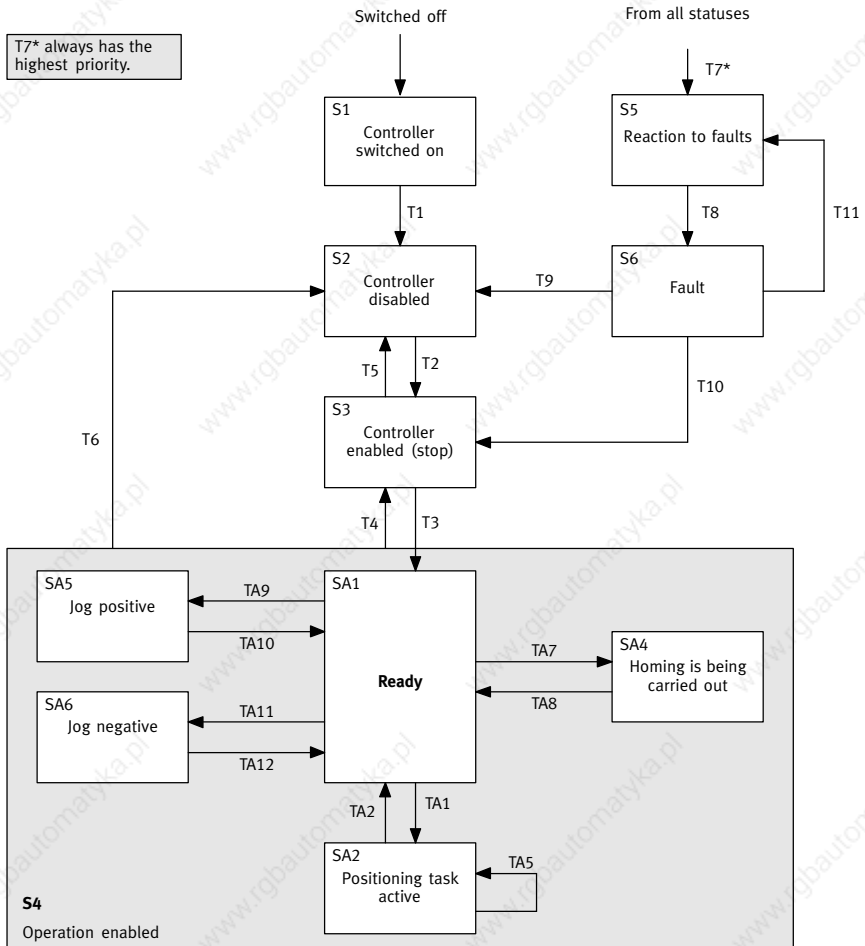 Switched off
From all statuses
T7* always has the
highest priority.
T7*
S1
Controller
switched on
S5
Reaction to faults
T1
T8
T11
S2
Controller
disabled
T9
S6
Fault
T5
T2
T10
S3
Controller
enabled (stop)
T6
T4
T3
SA5
Jog positive
TA9
TA10
SA1
Ready
TA7
TA8
SA4
Homing is being
carried out
SA6
Jog negative
TA11
TA12
TA2
TA1
SA2
Positioning task
active
TA5
S4
Operation enabled
www.rgbautomatyka.pl